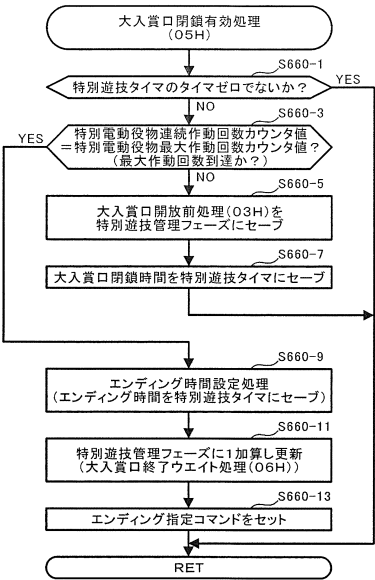 大入賞口閉鎖有効処理
(05H)
S660-1
特別遊技タイマのタイマゼロでないか?
YES
NO
S660-3
YES
特別電動役物連続作動回数カウンタ値
=特別電動役物最大作動回数カウンタ値?
(最大作動回数到達か?)
NO
S660-5
大入賞口開放前処理(03H)を
特別遊技管理フェーズにセーブ
S660-7
大入賞口閉鎖時間を特別遊技タイマにセーブ
S660-9
エンディング時間設定処理
(エンディング時間を特別遊技タイマにセーブ)
S660-11
特別遊技管理フェーズに1加算し更新
(大入賞口終了ウエイト処理(06H))
S660-13
エンディング指定コマンドをセット
RET